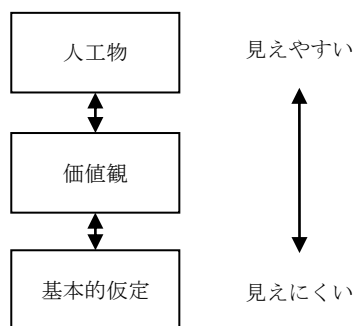 人工物
見えやすい
価値観
基本的仮定
見えにくい